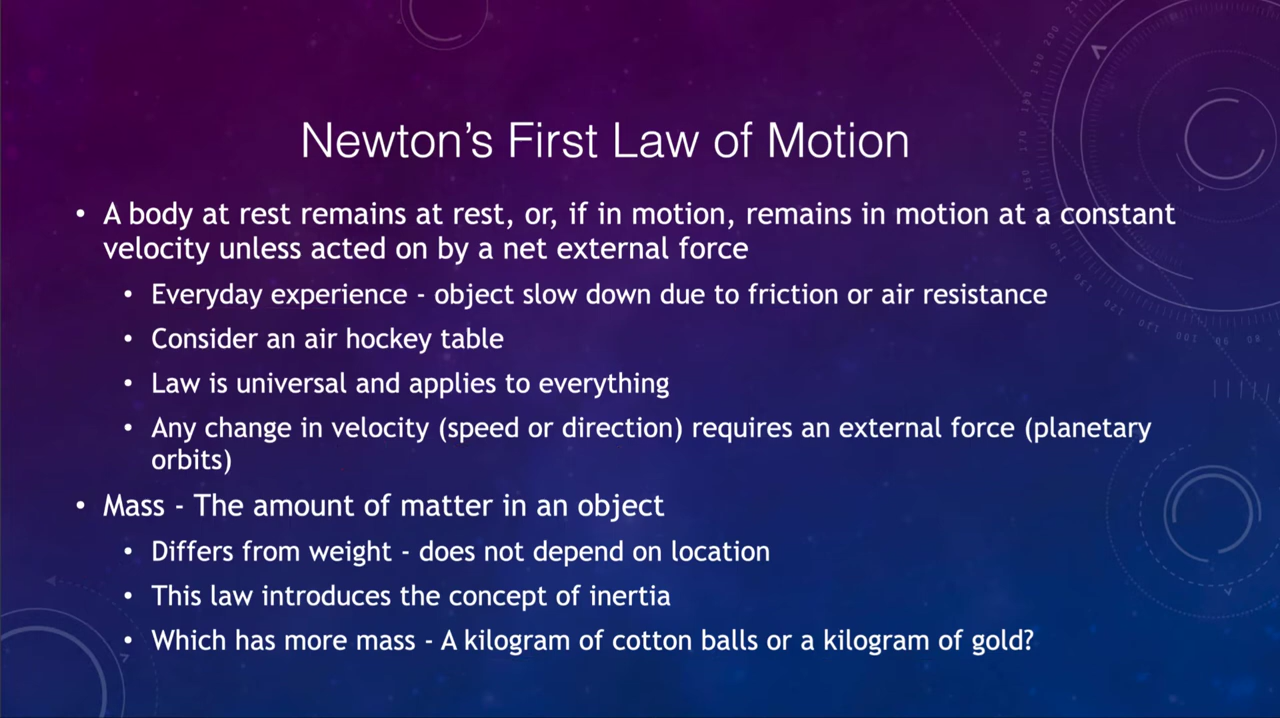 Newton's First Law of Motion
• A body at rest remains at rest, or, if in motion, remains in motion at a constant
velocity unless acted on by a net external force
• Everyday experience - object slow down due to friction or air resistance
• Consider an air hockey table
• Law is universal and applies to everything
• Any change in velocity (speed or direction) requires an external force (planetary
orbits)
• Mass - The amount of matter in an object
• Differs from weight - does not depend on location
• This law introduces the concept of inertia
• Which has more mass - A kilogram of cotton balls or a kilogram of gold?